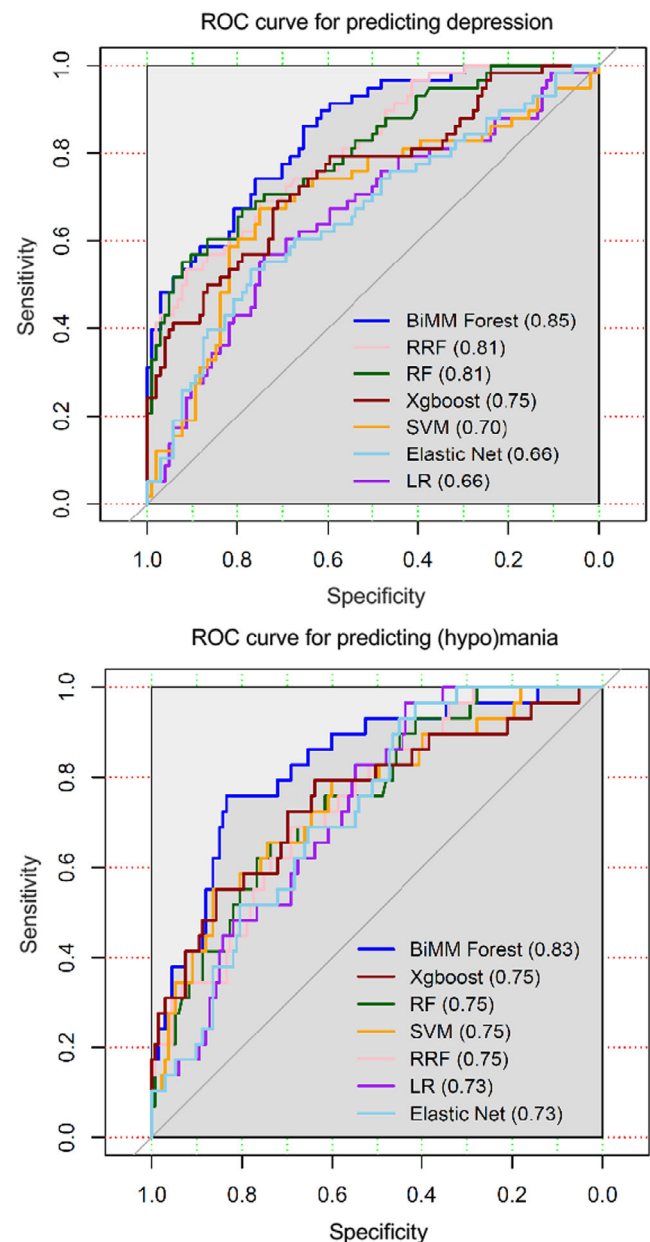 ROC curve for predicting depression
Sensitivity
1.0
0.8
0.6
0.4
0.2
0.0
BiMM Forest (0.85)
RRF (0.81)
RF (0.81)
Xgboost (0.75)
SVM (0.70)
Elastic Net (0.66)
LR (0.66)
1.0 0.8 0.6 0.4 0.2 0.0
Specificity
ROC curve for predicting (hypo)mania
Sensitivity
1.0
0.8
0.6
0.4
0.2
0.0
BiMM Forest (0.83)
Xgboost (0.75)
RF (0.75)
SVM (0.75)
RRF (0.75)
LR (0.73)
Elastic Net (0.73)
1.0 0.8 0.6 0.4 0.2 0.0
Specificity